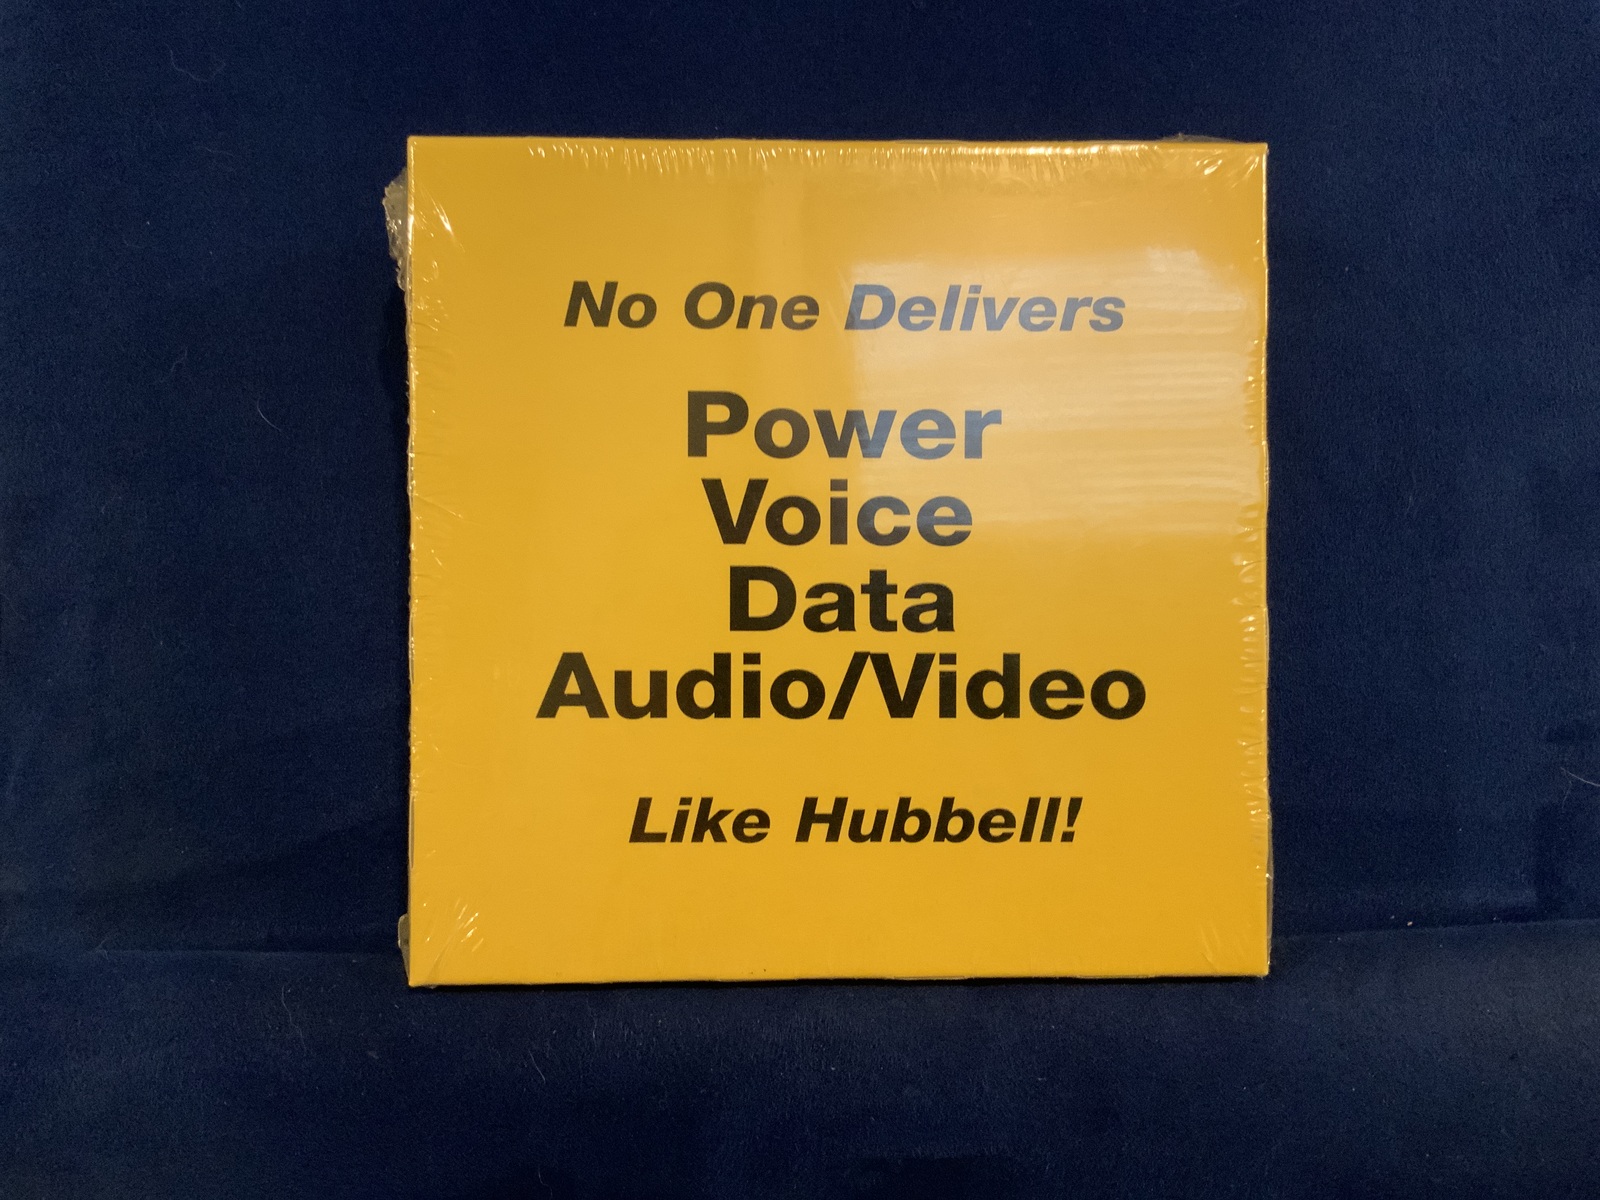 No One Delivers
Power
Voice
Data
Audio/Video
Like Hubbell!